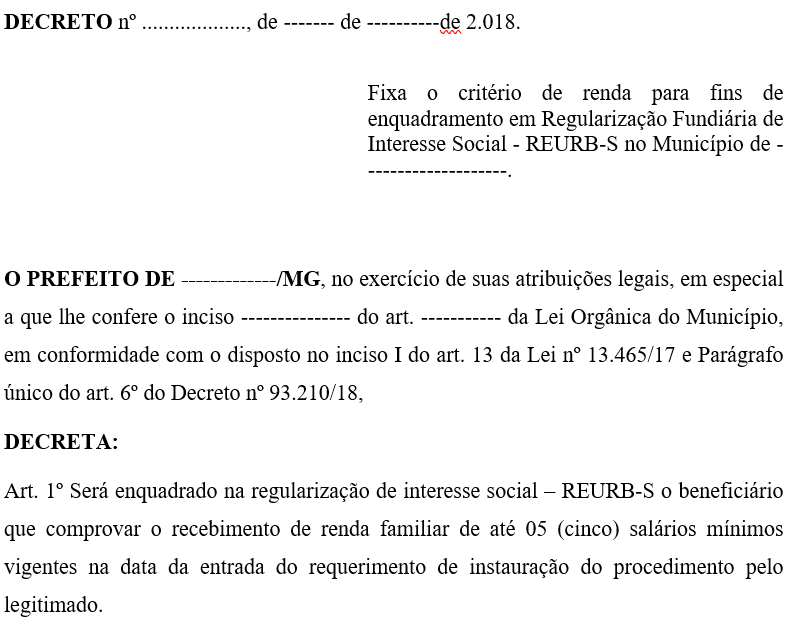 DECRETO nº ..................., de ------- de ----------de 2.018.
Fixa o critério de renda para fins de
enquadramento em Regularização Fundiária de
Interesse Social - REURB-S no Município de -
--------------------.
O PREFEITO DE -------------/MG, no exercício de suas atribuições legais, em especial
a que lhe confere o inciso --------------- do art. ----------- da Lei Orgânica do Município,
em conformidade com o disposto no inciso I do art. 13 da Lei nº 13.465/17 e Parágrafo
único do art. 6º do Decreto nº 93.210/18,
DECRETA:
Art. 1º Será enquadrado na regularização de interesse social – REURB-S o beneficiário
que comprovar o recebimento de renda familiar de até 05 (cinco) salários mínimos
vigentes na data da entrada do requerimento de instauração do procedimento pelo
legitimado.